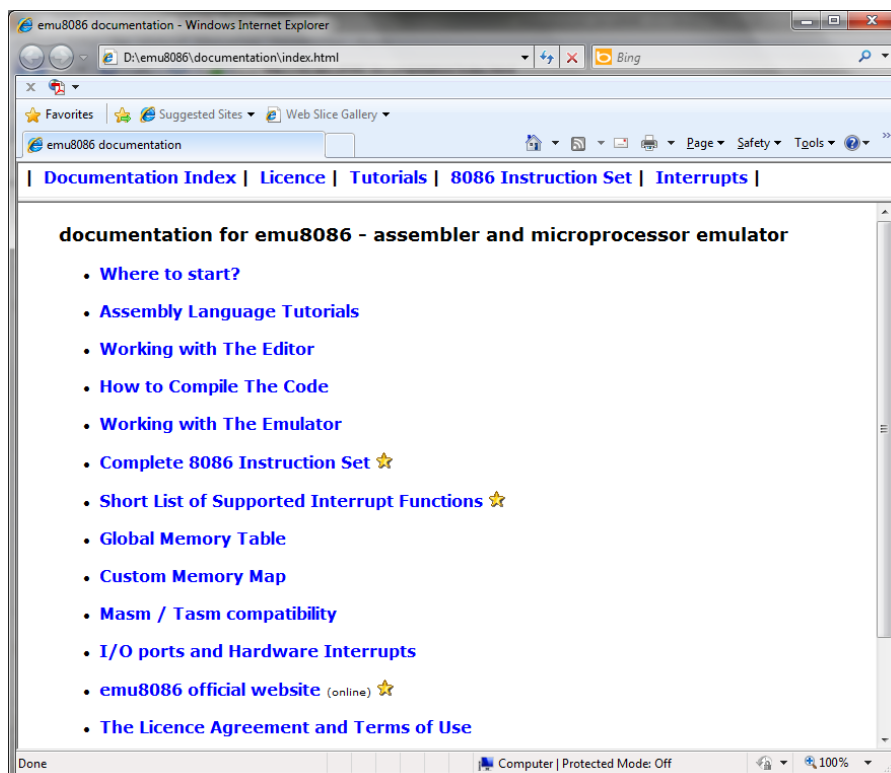 emu8086 documentation - Windows Internet Explorer
D:\emu8086\documentation\index.html
Bing
X
Favorites Suggested Sites Web Slice Gallery
emu8086 documentation Page Safety Tools »
| Documentation Index | Licence | Tutorials | 8086 Instruction Set | Interrupts |
documentation for emu8086 - assembler and microprocessor emulator
• Where to start?
• Assembly Language Tutorials
• Working with The Editor
• How to Compile The Code
• Working with The Emulator
• Complete 8086 Instruction Set
• Short List of Supported Interrupt Functions
• Global Memory Table
• Custom Memory Map
• Masm / Tasm compatibility
• I/O ports and Hardware Interrupts
• emu8086 official website (online)
• The Licence Agreement and Terms of Use
Done Computer | Protected Mode: Off 100%